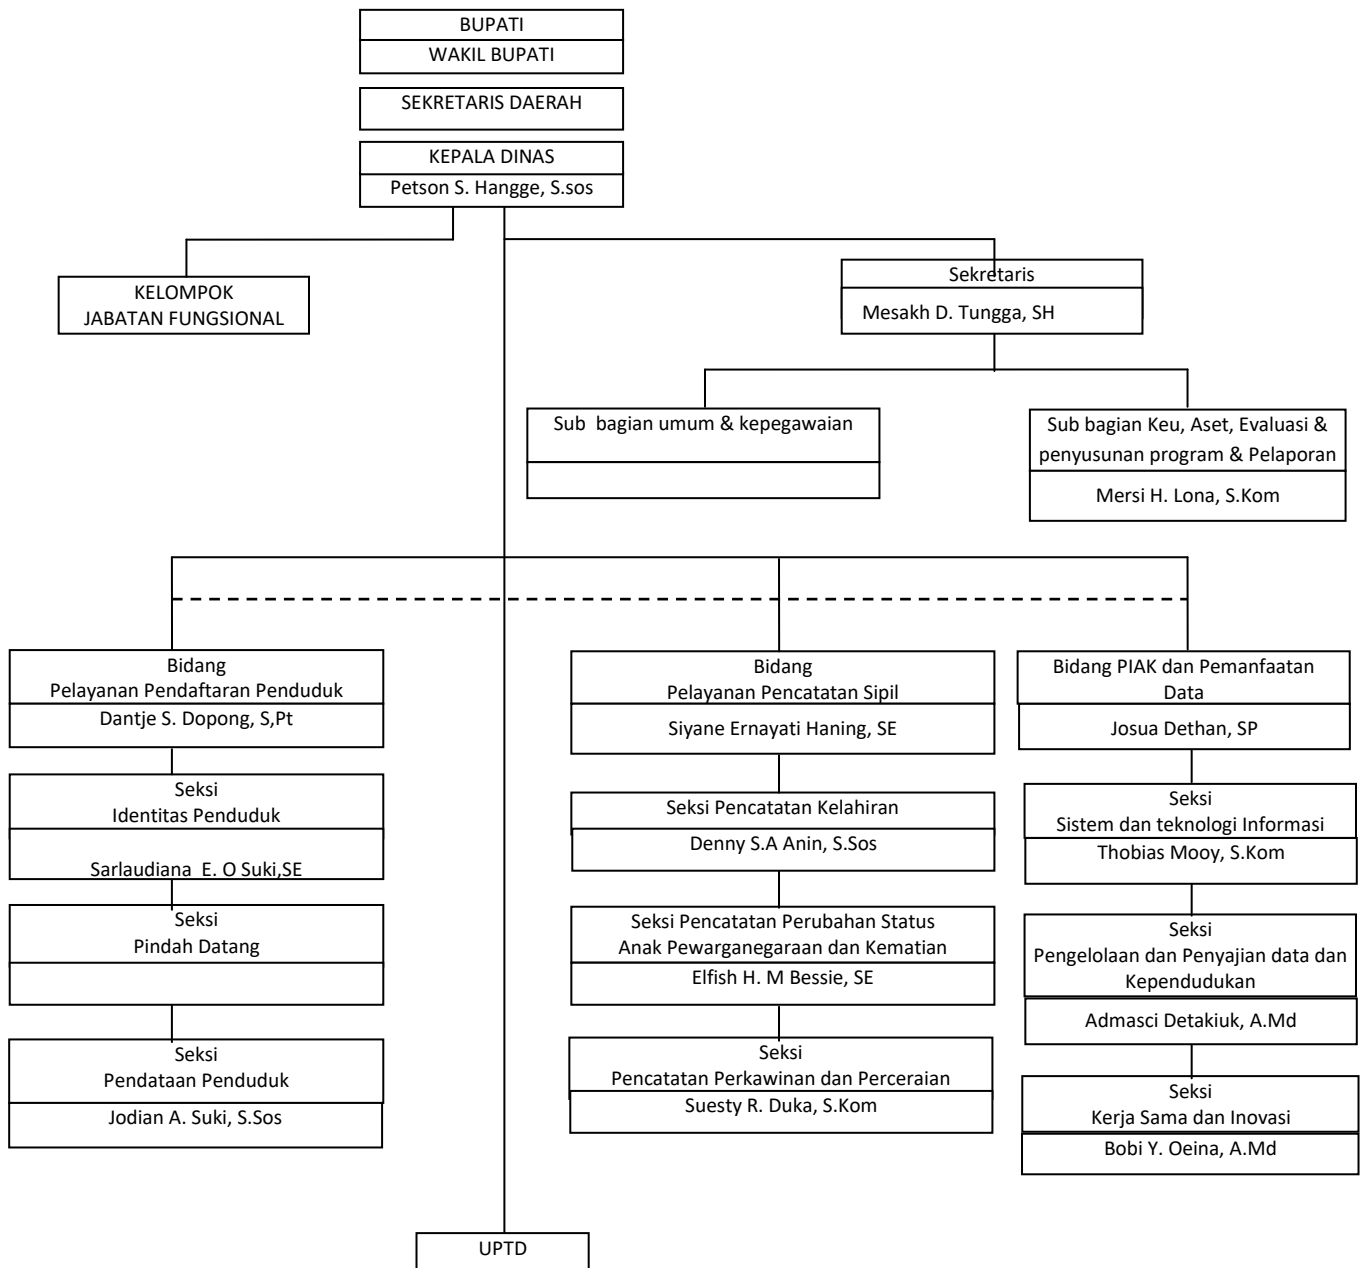 BUPATI
WAKIL BUPATI
SEKRETARIS DAERAH
KEPALA DINAS
Petson S. Hangge, S.sos
KELOMPOK
JABATAN FUNGSIONAL
Sekretaris
Mesakh D. Tungga, SH
Sub bagian umum & kepegawaian
Sub bagian Keu, Aset, Evaluasi &
penyusunan program & Pelaporan
Mersi H. Lona, S.Kom
Bidang
Pelayanan Pendaftaran Penduduk
Dantje S. Dopong, S,Pt
Seksi
Identitas Penduduk
Sarlaudiana E. O Suki,SE
Seksi
Pindah Datang
Seksi
Pendataan Penduduk
Jodian A. Suki, S.Sos
Bidang
Pelayanan Pencatatan Sipil
Siyane Ernayati Haning, SE
Seksi Pencatatan Kelahiran
Denny S.A Anin, S.Sos
Seksi Pencatatan Perubahan Status
Anak Pewarganegaraan dan Kematian
Elfish H. M Bessie, SE
Seksi
Pencatatan Perkawinan dan Perceraian
Suesty R. Duka, S.Kom
Bidang PIAK dan Pemanfaatan
Data
Josua Dethan, SP
Seksi
Sistem dan teknologi Informasi
Thobias Mooy, S.Kom
Seksi
Pengelolaan dan Penyajian data dan
Kependudukan
Admasci Detakiuk, A.Md
Seksi
Kerja Sama dan Inovasi
Bobi Y. Oeina, A.Md
UPTD